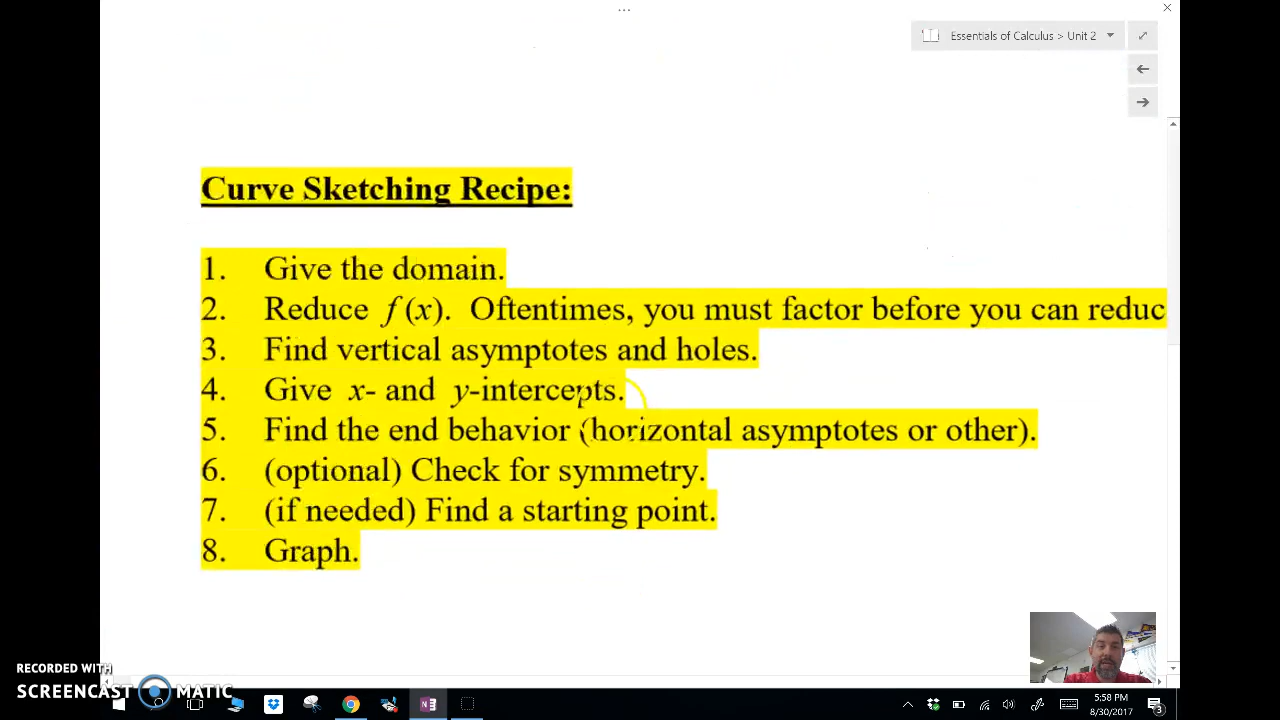 ...
Essentials of Calculus > Unit 2
Curve Sketching Recipe:
1. Give the domain.
2. Reduce f (x). Oftentimes, you must factor before you can reduc
3. Find vertical asymptotes and holes.
4. Give x- and y-intercepts.
5. Find the end behavior (horizontal asymptotes or other).
6. (optional) Check for symmetry.
7. (if needed) Find a starting point.
8. Graph.
RECORDED WITH
SCREENCAST MATIC
5:58 PM
8/30/2017
3